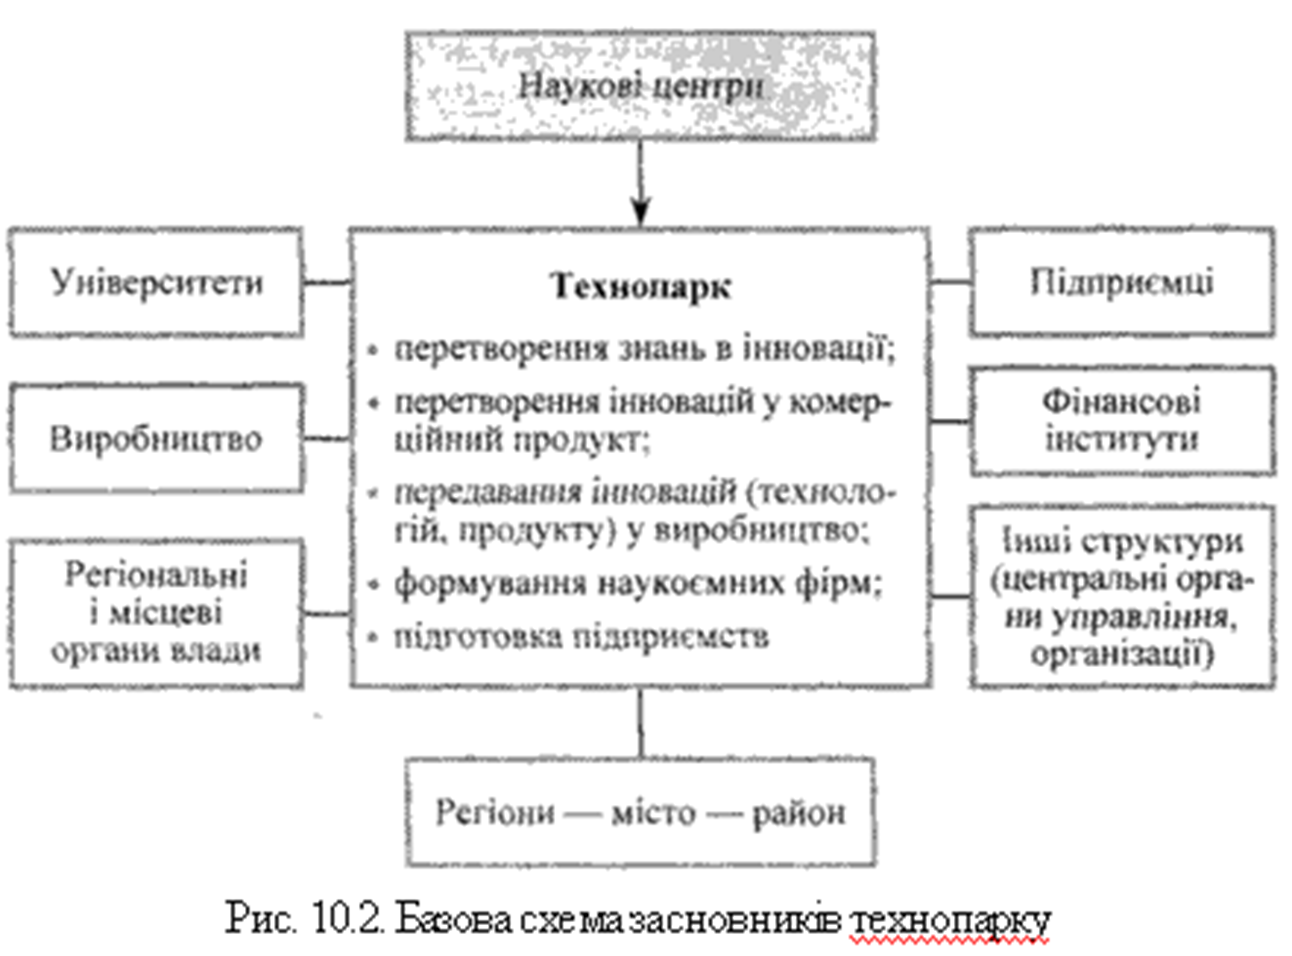 Наукові центри
Університети
Виробництво
Регіональні
і місцеві
органи влади
Технопарк
• перетворення знань в інновації;
• перетворення інновацій у комер-
ційний продукт;
• передавання інновацій (техноло-
гій, продукту) у виробництво;
• формування наукоємних фірм;
• підготовка підприємств
Підприємці
Фінансові
інститути
Інші структури
(центральні орга-
ни управління,
організації)
Регіони — місто — район
Рис. 10.2. Базова схема засновників технопарку